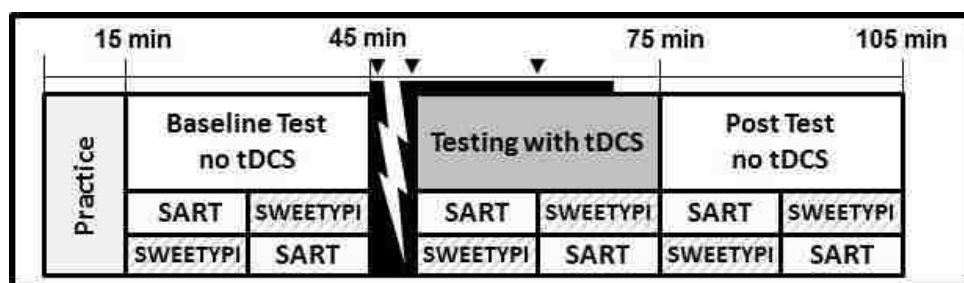 15 min 45 min 75 min 105 min
Practice
Baseline Test
no tDCS
Testing with tDCS
Post Test
no tDCS
SART SWEETYPI SART SWEETYPI SART SWEETYPI
SWEETYPI SART SWEETYPI SART SWEETYPI SART